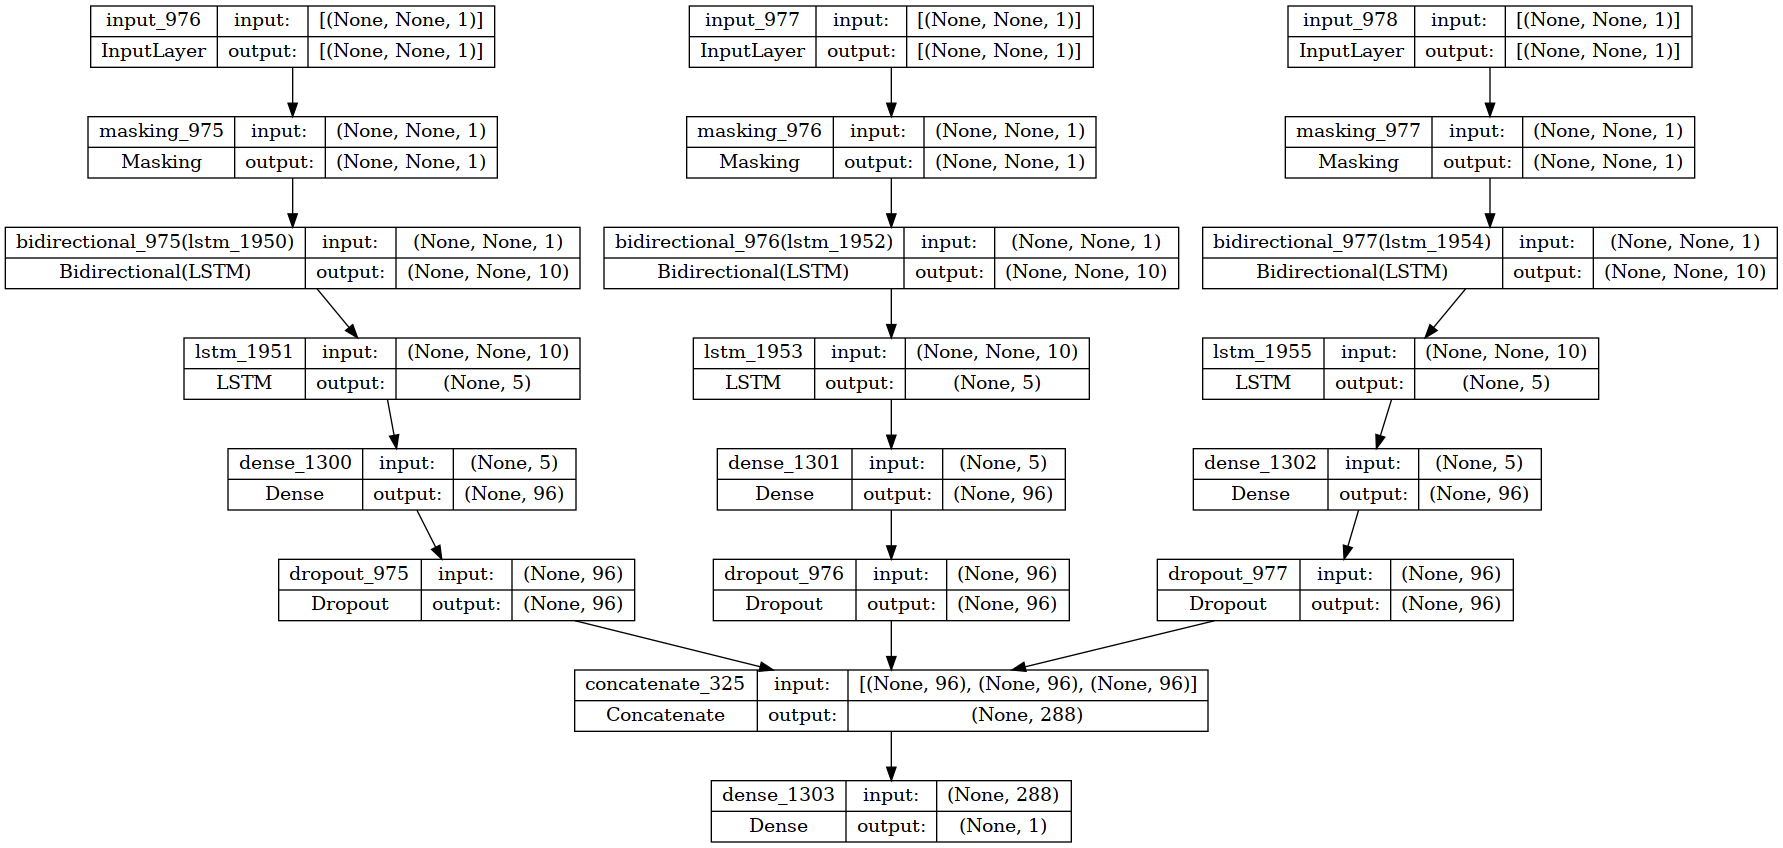 input_976 input: [(None, None, 1)] input_977 input: [(None, None, 1)] input_978 input: [(None, None, 1)]
InputLayer output: [(None, None, 1)] InputLayer output: [(None, None, 1)] InputLayer output: [(None, None, 1)]
masking_975 input: (None, None, 1) masking_976 input: (None, None, 1) masking_977 input: (None, None, 1)
Masking output: (None, None, 1) Masking output: (None, None, 1) Masking output: (None, None, 1)
bidirectional_975(lstm_1950) input: (None, None, 1) bidirectional_976(lstm_1952) input: (None, None, 1) bidirectional_977(lstm_1954) input: (None, None, 1)
Bidirectional(LSTM) output: (None, None, 10) Bidirectional(LSTM) output: (None, None, 10) Bidirectional(LSTM) output: (None, None, 10)
lstm_1951 input: (None, None, 10) lstm_1953 input: (None, None, 10) lstm_1955 input: (None, None, 10)
LSTM output: (None, 5) LSTM output: (None, 5) LSTM output: (None, 5)
dense_1300 input: (None, 5) dense_1301 input: (None, 5) dense_1302 input: (None, 5)
Dense output: (None, 96) Dense output: (None, 96) Dense output: (None, 96)
dropout_975 input: (None, 96) dropout_976 input: (None, 96) dropout_977 input: (None, 96)
Dropout output: (None, 96) Dropout output: (None, 96) Dropout output: (None, 96)
concatenate_325 input: [(None, 96), (None, 96), (None, 96)]
Concatenate output: (None, 288)
dense_1303 input: (None, 288)
Dense output: (None, 1)